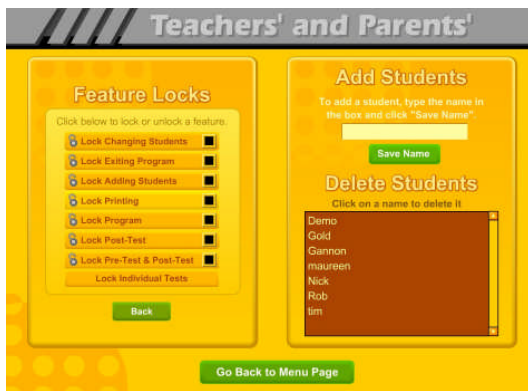 Teachers' and Parents'
Feature Locks
Click below to lock or unlock a feature.
Lock Changing Students
Lock Exiting Program
Lock Adding Students
Lock Printing
Lock Program
Lock Post-Test
Lock Pre-Test & Post-Test
Lock Individual Tests
Back
Add Students
To add a student, type the name in
the box and click "Save Name".
Save Name
Delete Students
Click on a name to delete it
Demo
Gold
Gannon
maureen
Nick
Rob
tim
Go Back to Menu Page